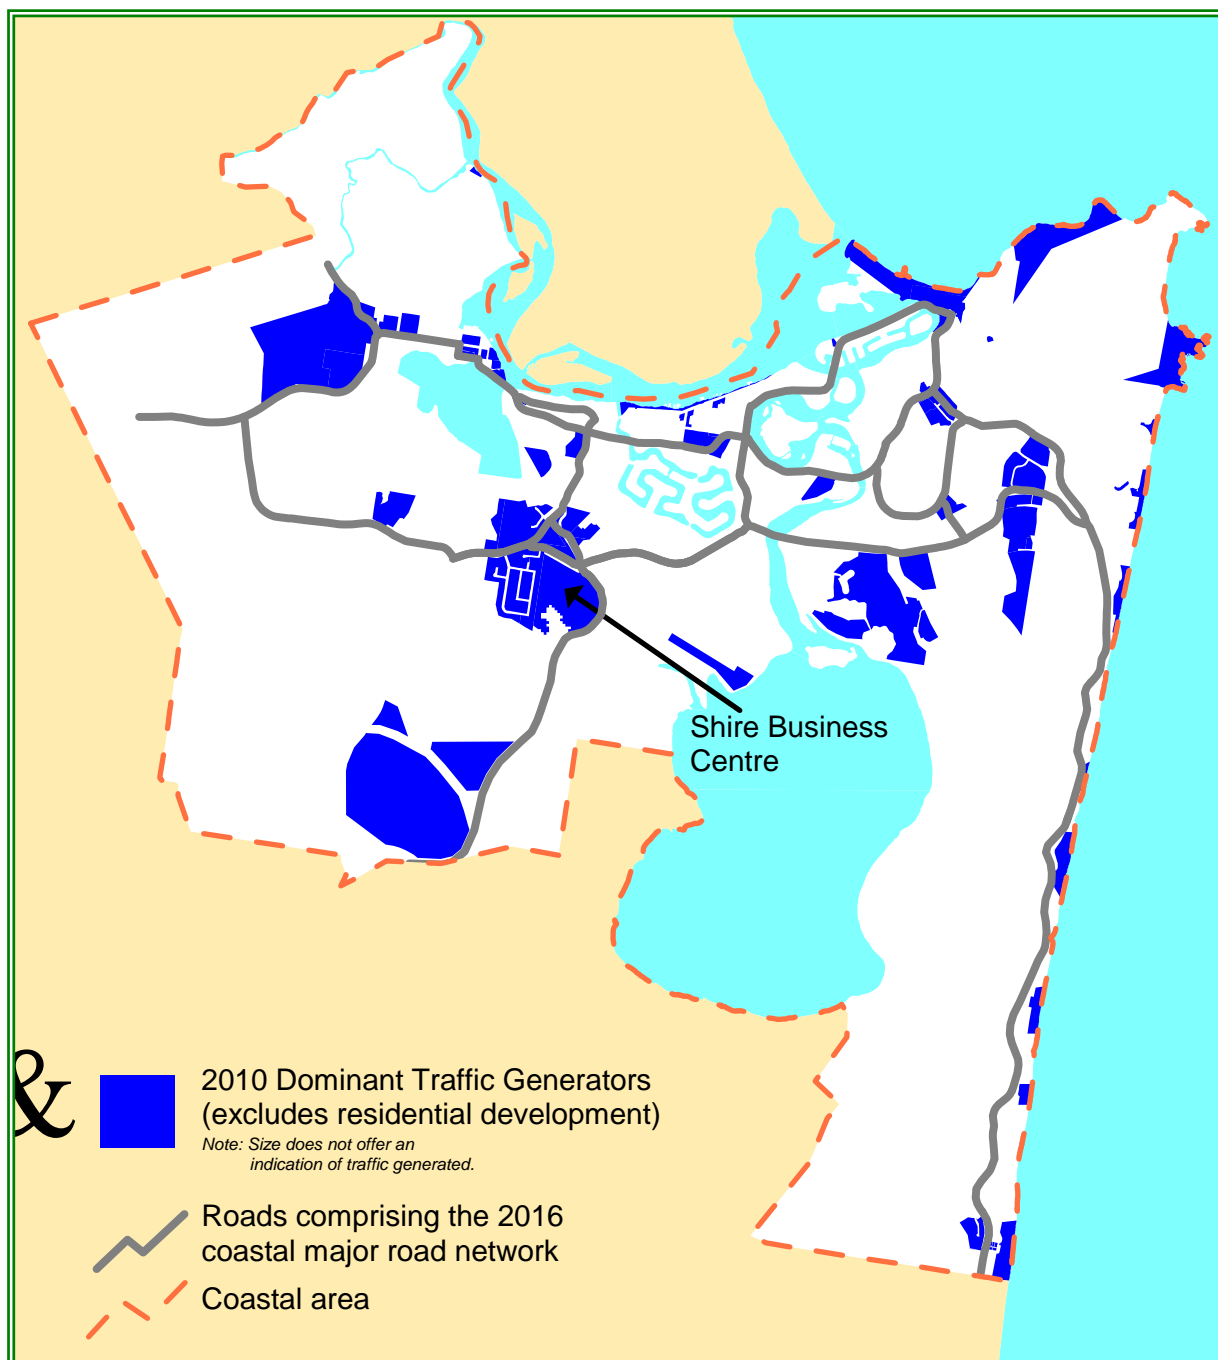 Shire Business
Centre
&
2010 Dominant Traffic Generators
(excludes residential development)
Note: Size does not offer an
indication of traffic generated.
Roads comprising the 2016
coastal major road network
Coastal area